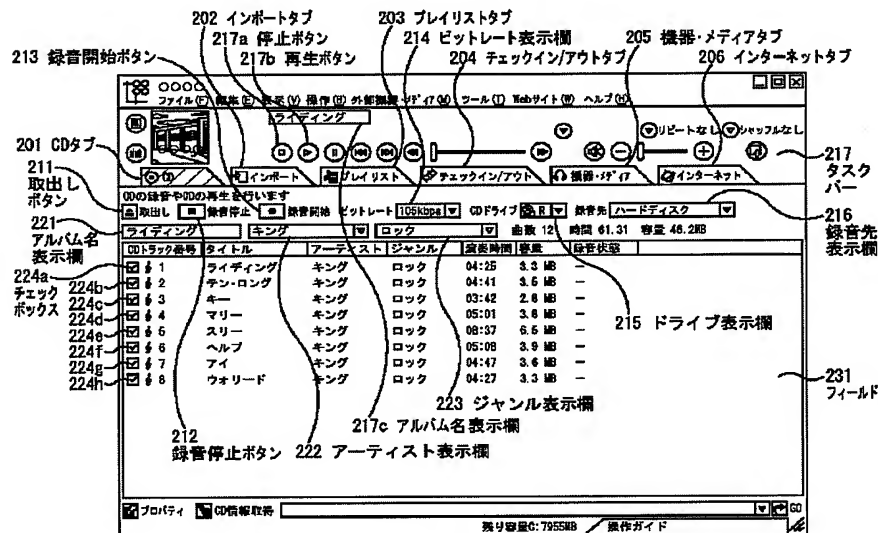 202 インポートタブ
203 プレイリストタブ
217a 停止ボタン
214 ビットレート表示欄
205 機器・メディアタブ
213 録音開始ボタン
217b 再生ボタン
204 チェックイン/アウトタブ
206 インターネットタブ
ファイル(F) 編集(E) 表示(V) 操作(U) 外部機器・メディア(M) ツール(T) Webサイト(W) ヘルプ(H)
ライディング
リピートなし シャッフルなし
201 CDタブ
インポート プレイリスト チェックイン/アウト 機器・メディア インターネット
217 タスクバー
211 取出しボタン
CDの録音やCDの再生を行います
取出し 録音停止 録音開始 ビットレート 105kbps CDドライブ R 録音先 ハードディスク
216 録音先表示欄
221 アルバム名表示欄
ライディング キング ロック 曲数 12 時間 61.31 容量 46.2MB
CDトラック番号 タイトル アーティスト ジャンル 演奏時間 容量 録音状態
224a チェックボックス
1 ライディング キング ロック 04:25 3.3 MB −
224b
2 テン・ロング キング ロック 04:41 3.5 MB −
224c
3 キー キング ロック 03:42 2.8 MB −
224d
4 マリー キング ロック 05:01 3.8 MB −
224e
5 スリー キング ロック 08:37 6.5 MB −
224f
6 ヘルプ キング ロック 05:08 3.9 MB −
224g
7 アイ キング ロック 04:47 3.6 MB −
224h
8 ウォリード キング ロック 04:27 3.3 MB −
215 ドライブ表示欄
231 フィールド
223 ジャンル表示欄
217c アルバム名表示欄
212 録音停止ボタン
222 アーティスト表示欄
プロパティ CD情報取得 GO
残り容量C:7955MB 操作ガイド